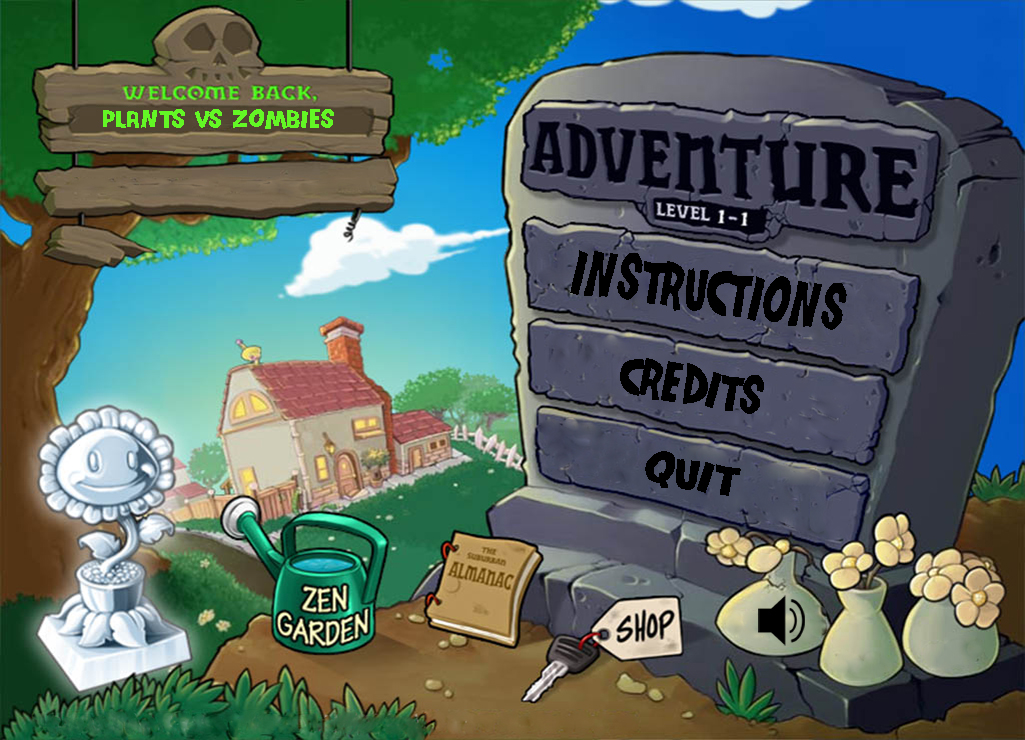 WELCOME BACK,
PLANTS VS ZOMBIES
ADVENTURE
LEVEL 1-1
INSTRUCTIONS
CREDITS
QUIT
ZEN
GARDEN
THE
SUBURBAN
ALMANAC
SHOP